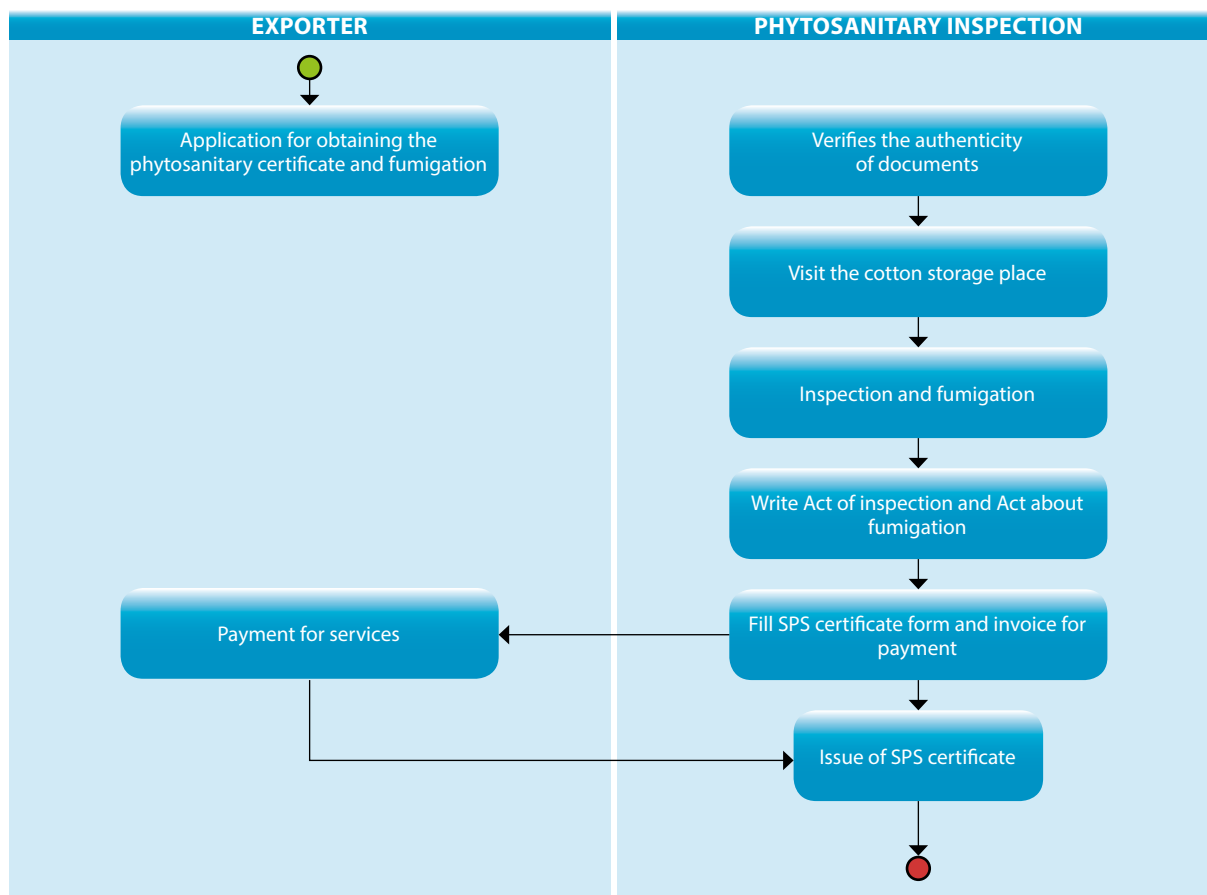 EXPORTER
PHYTOSANITARY INSPECTION
Application for obtaining the
phytosanitary certificate and fumigation
Verifies the authenticity
of documents
Visit the cotton storage place
Inspection and fumigation
Write Act of inspection and Act about
fumigation
Payment for services
Fill SPS certificate form and invoice for
payment
Issue of SPS certificate